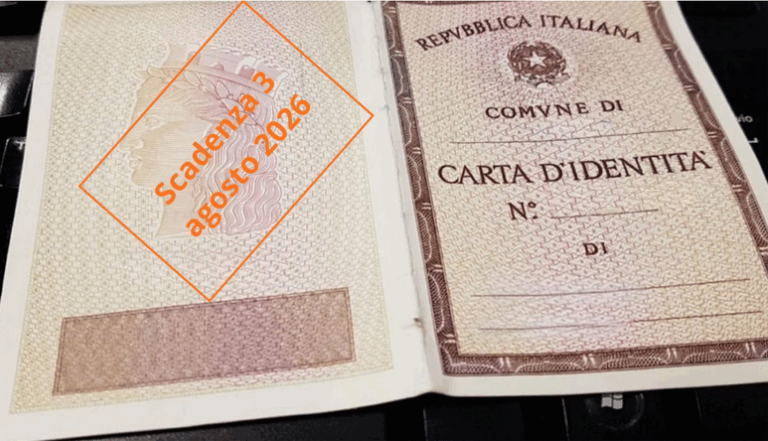 Scadenza 3
agosto 2026
REPVBBLICA ITALIANA
COMVNE DI
CARTA D'IDENTITA'
N°.
DI